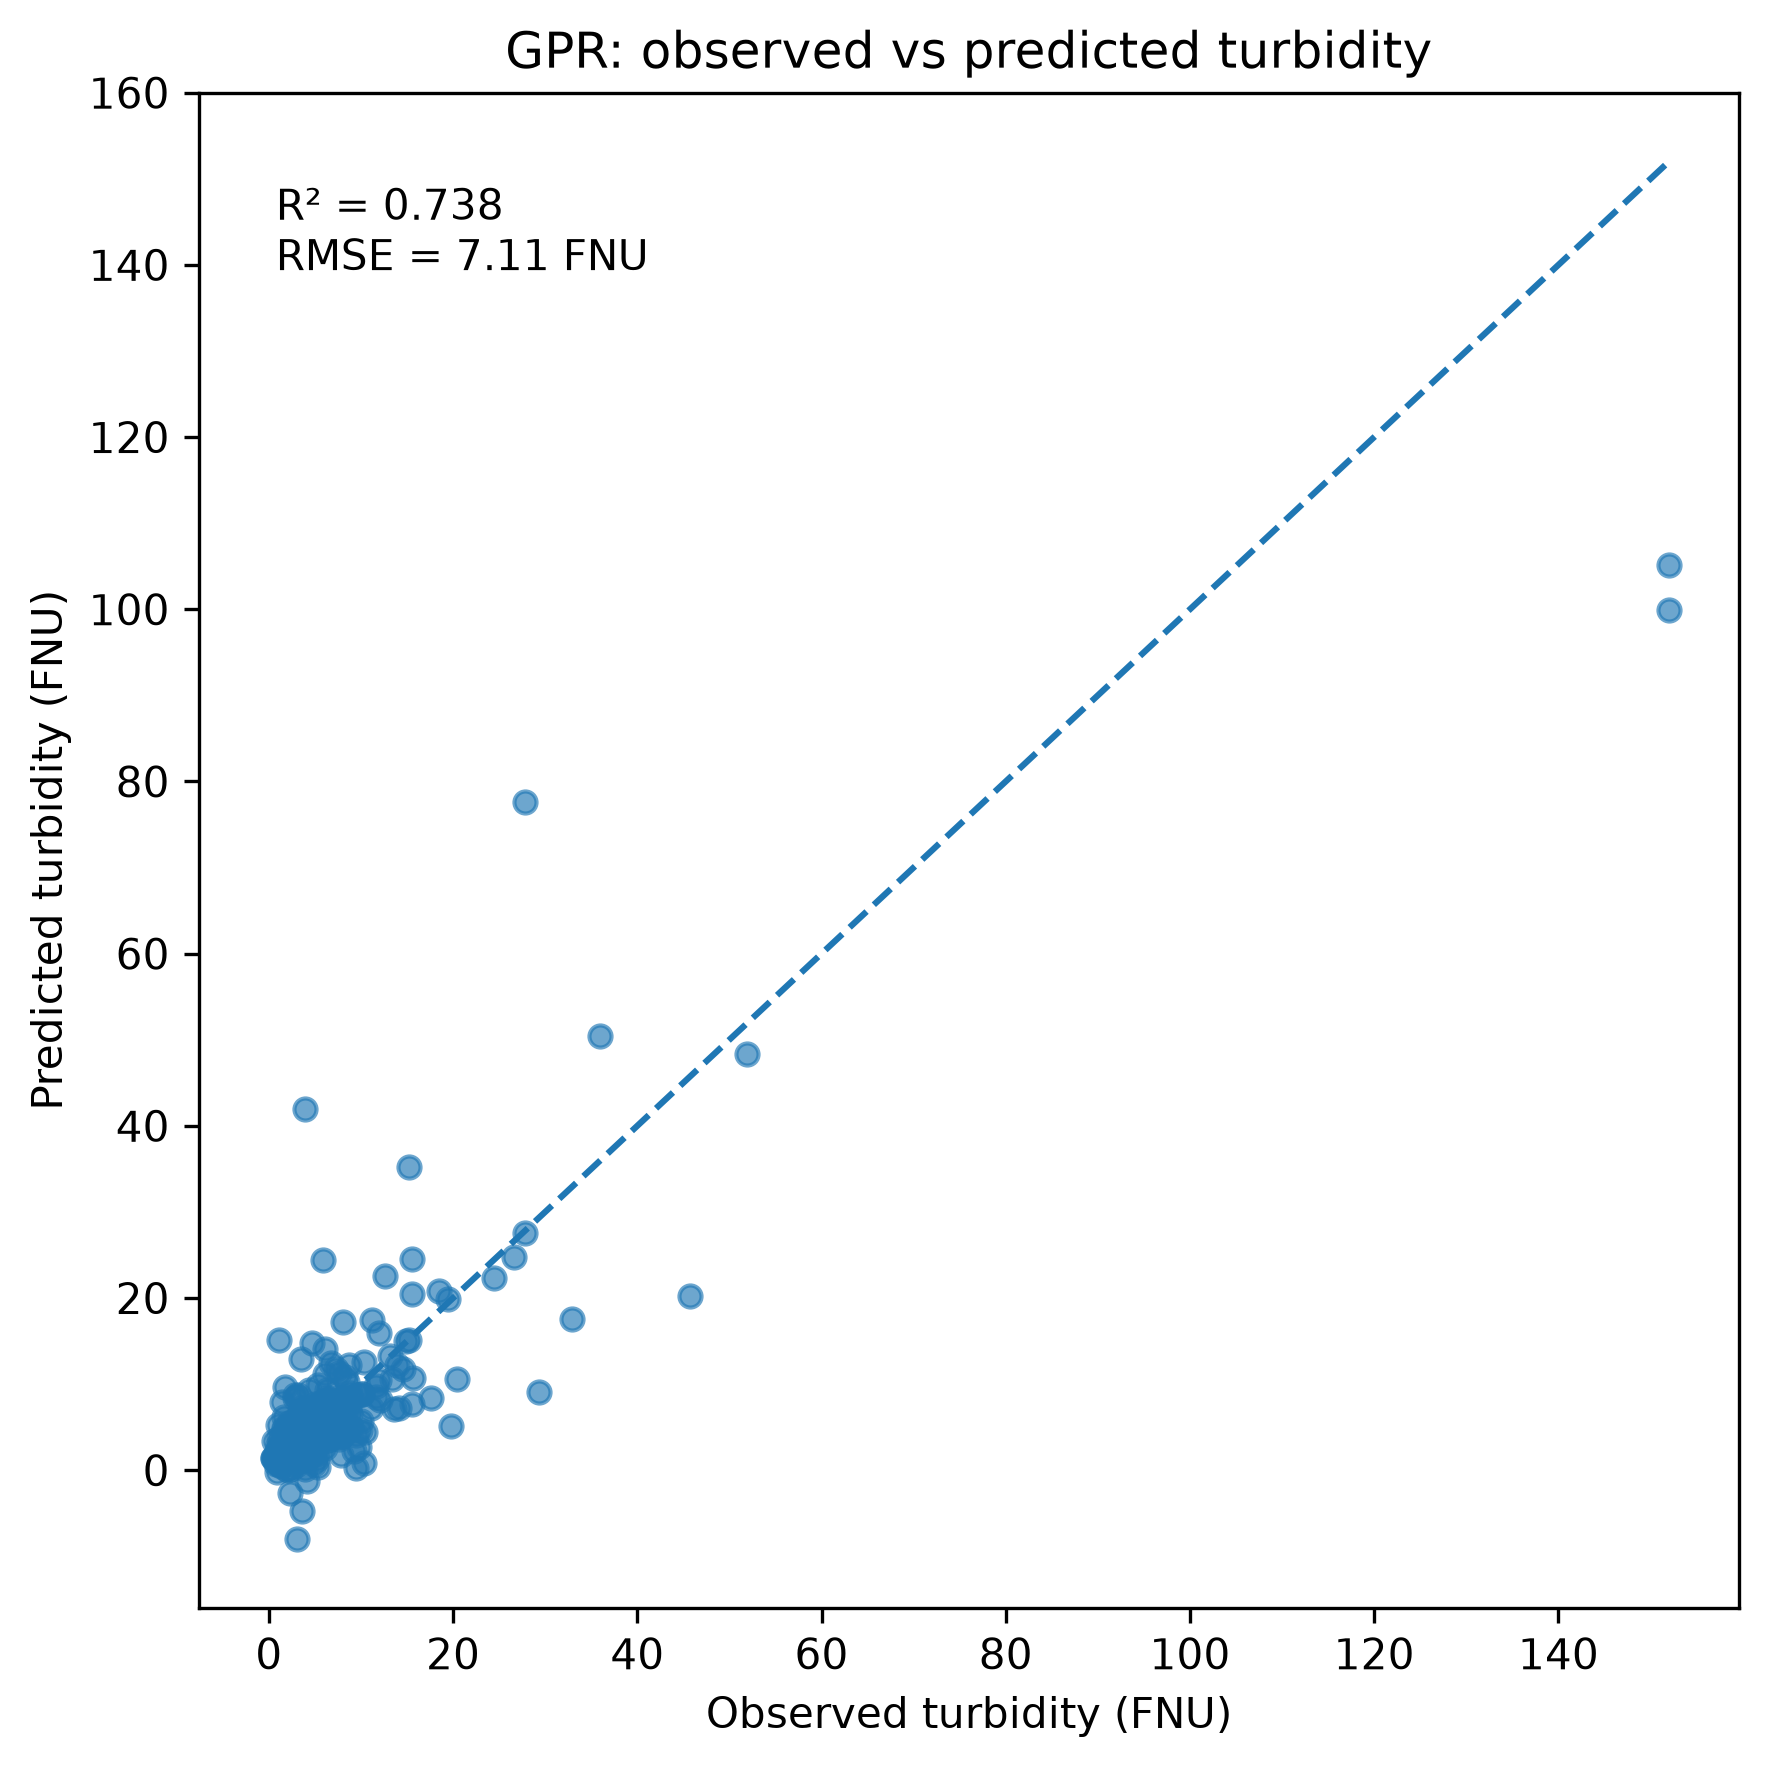 GPR: observed vs predicted turbidity
160
R² = 0.738
RMSE = 7.11 FNU
140
120
100
80
60
40
20
0
Predicted turbidity (FNU)
0 20 40 60 80 100 120 140
Observed turbidity (FNU)